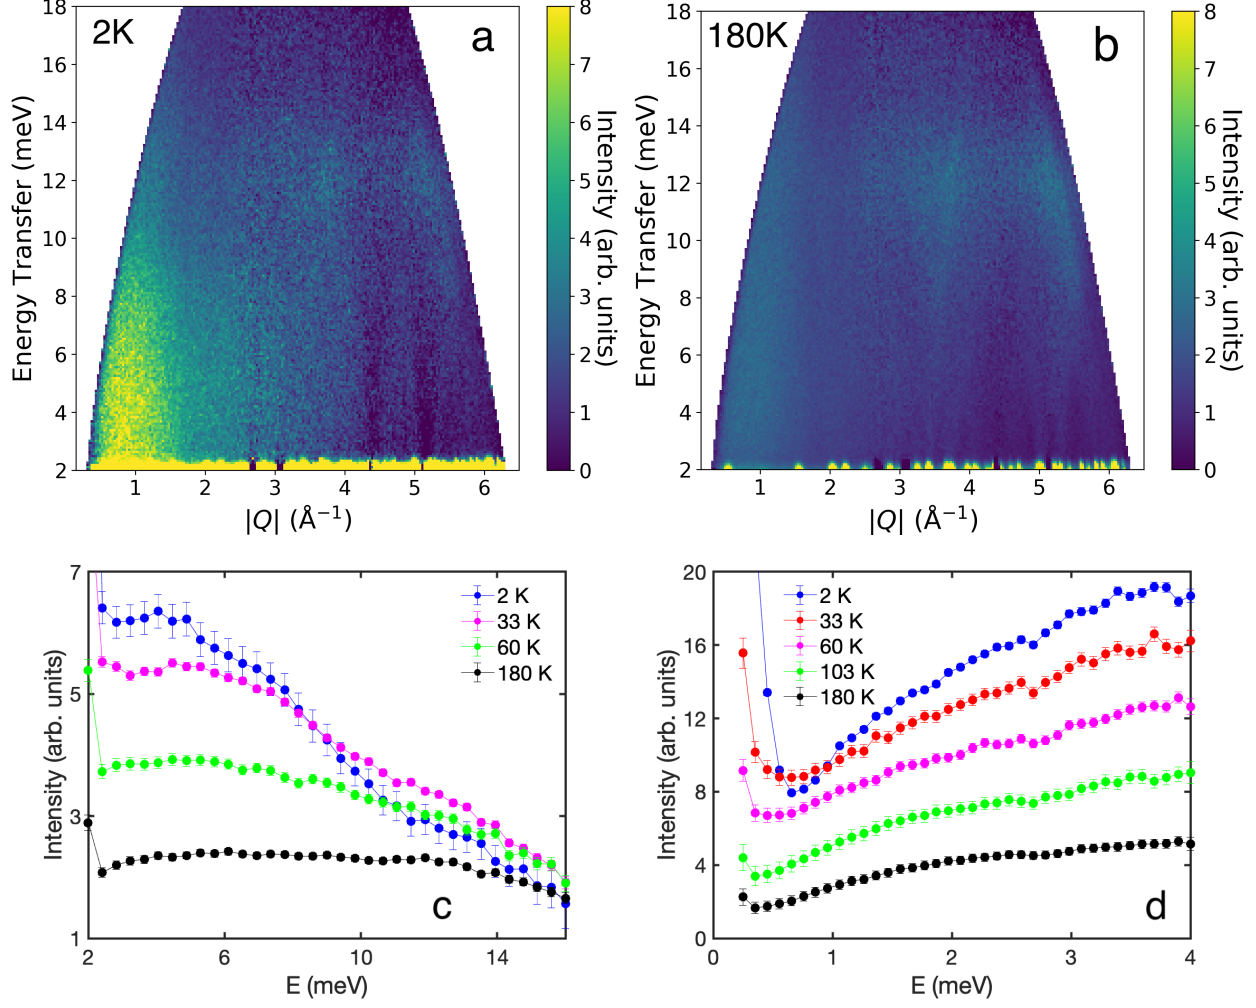 2K
a
18
16
14
12
10
8
6
4
2
1 2 3 4 5 6
Energy Transfer (meV)
|Q| (Å⁻¹)
8
7
6
5
4
3
2
1
0
Intensity (arb. units)
180K
b
18
16
14
12
10
8
6
4
2
1 2 3 4 5 6
Energy Transfer (meV)
|Q| (Å⁻¹)
8
7
6
5
4
3
2
1
0
Intensity (arb. units)
7
5
3
1
2 6 10 14
Intensity (arb. units)
E (meV)
2 K
33 K
60 K
180 K
c
20
16
12
8
4
0
0 1 2 3 4
Intensity (arb. units)
E (meV)
2 K
33 K
60 K
103 K
180 K
d